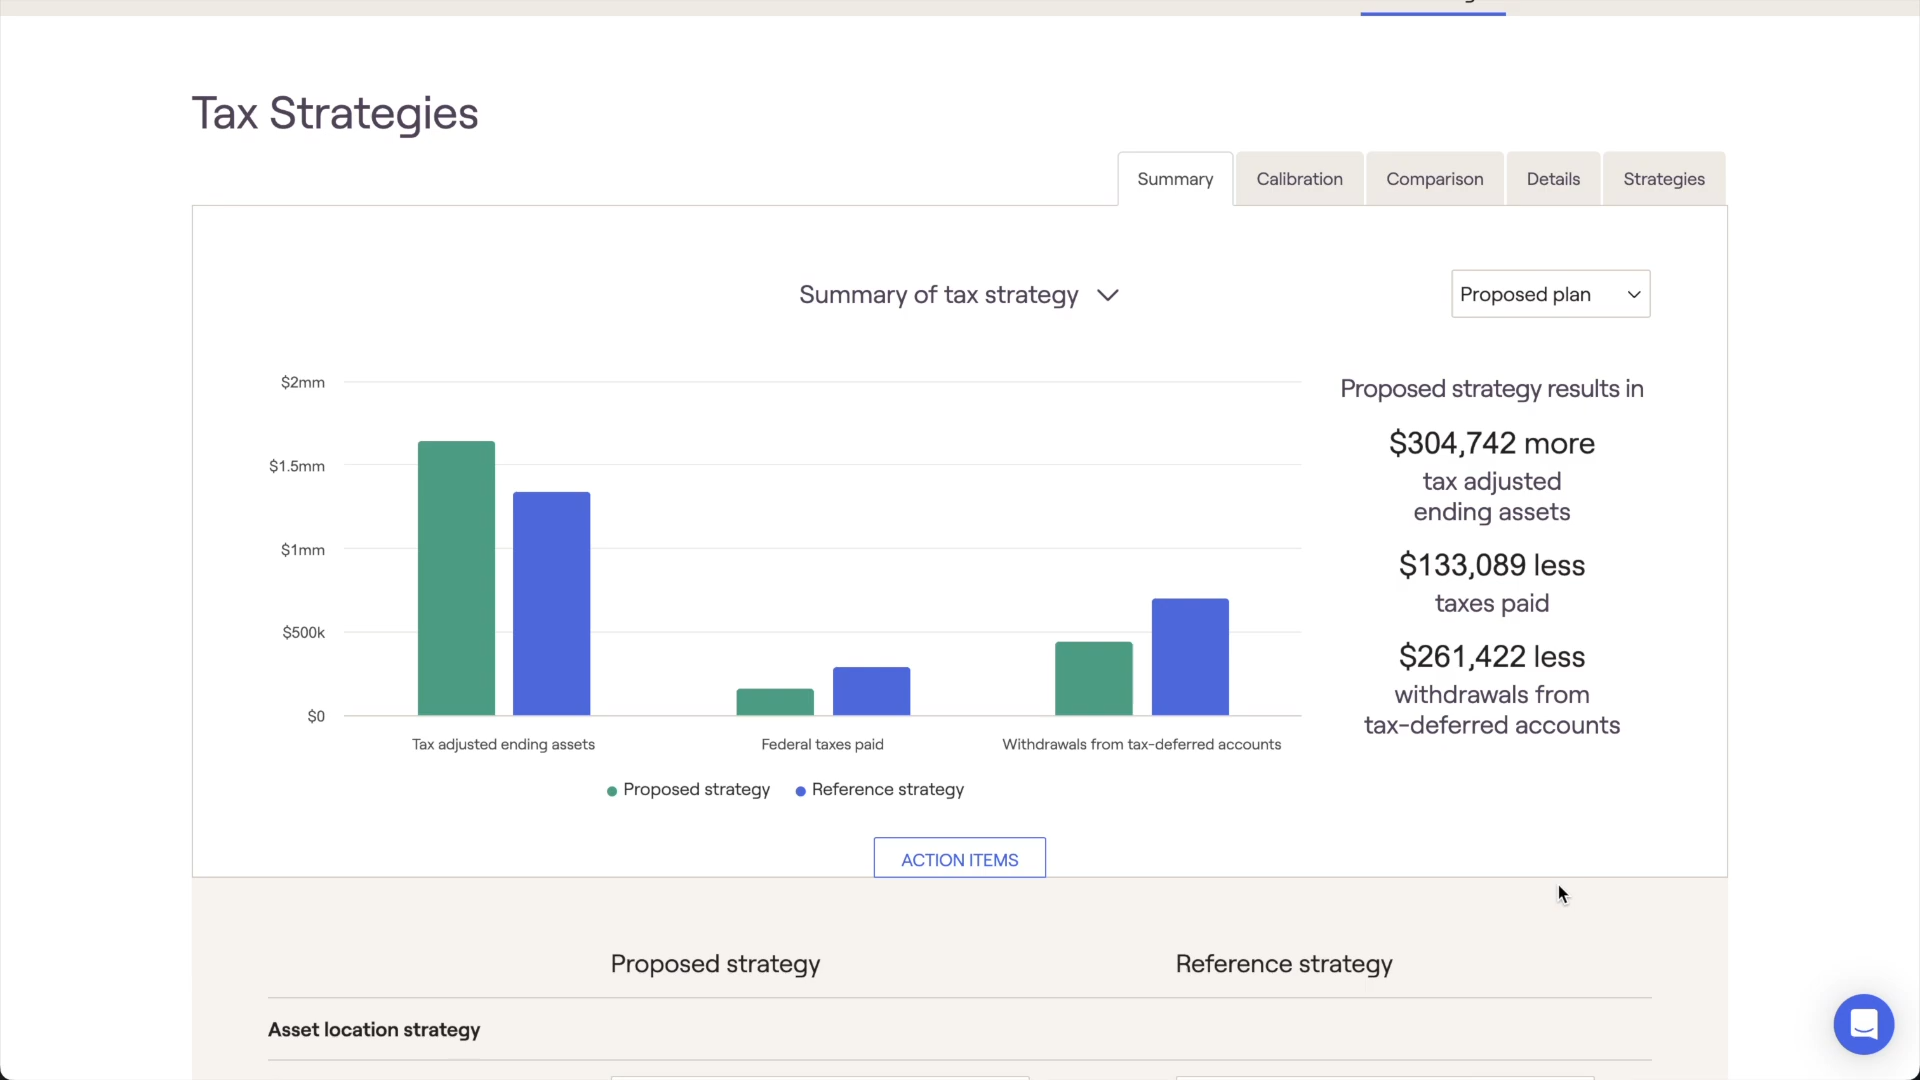 Tax Strategies
Summary
Calibration
Comparison
Details
Strategies
Summary of tax strategy
Proposed plan
$2mm
$1.5mm
$1mm
$500k
$0
Tax adjusted ending assets
Federal taxes paid
Withdrawals from tax-deferred accounts
Proposed strategy
Reference strategy
Proposed strategy results in
$304,742 more
tax adjusted
ending assets
$133,089 less
taxes paid
$261,422 less
withdrawals from
tax-deferred accounts
ACTION ITEMS
Proposed strategy
Reference strategy
Asset location strategy